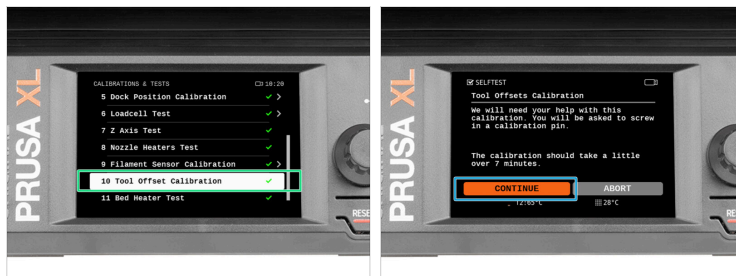 PRUSA XL
CALIBRATIONS & TESTS
10:20
5 Dock Position Calibration
6 Loadcell Test
7 Z Axis Test
8 Nozzle Heaters Test
9 Filament Sensor Calibration
10 Tool Offset Calibration
11 Bed Heater Test
RESE
PRUSA XL
SELFTEST
Tool Offsets Calibration
We will need your help with this
calibration. You will be asked to screw
in a calibration pin.
The calibration should take a little
over 7 minutes.
CONTINUE
ABORT
28°C
RE